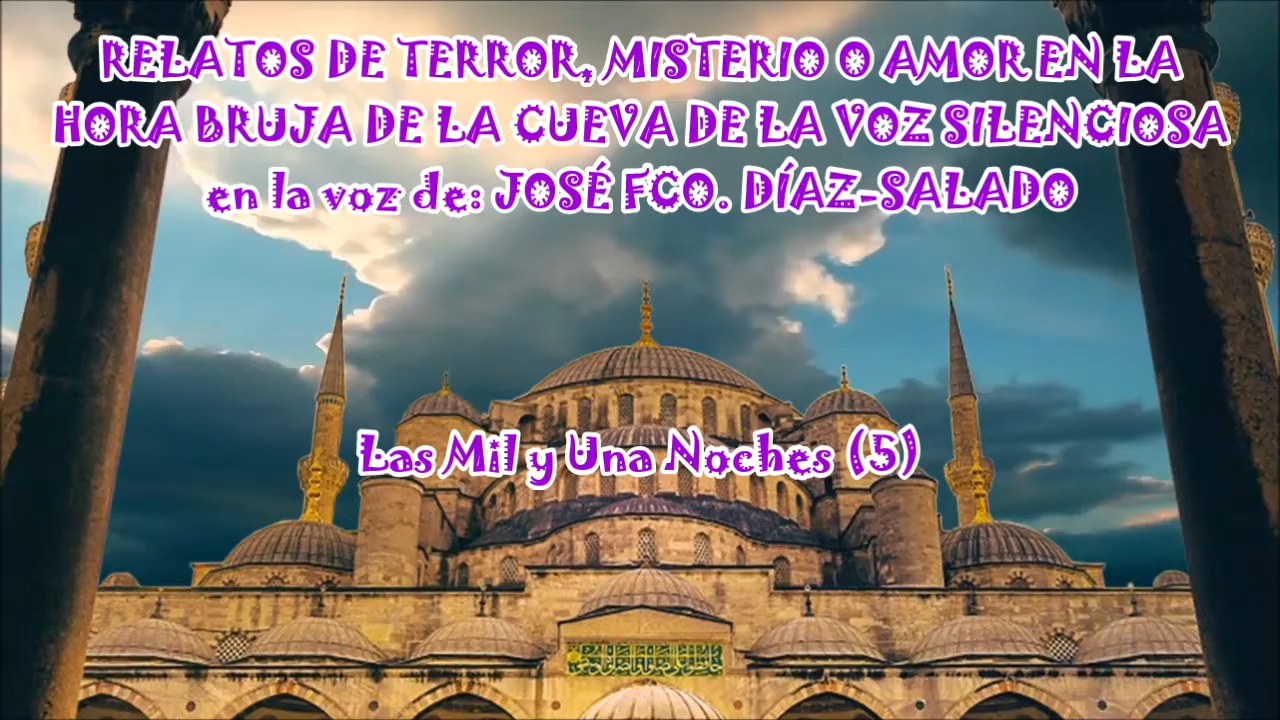 RELATOS DE TERROR, MISTERIO O AMOR EN LA
HORA BRUJA DE LA CUEVA DE LA VOZ SILENCIOSA
en la voz de: JOSÉ FCO. DÍAZ-SALADO
Las Mil y Una Noches (5)